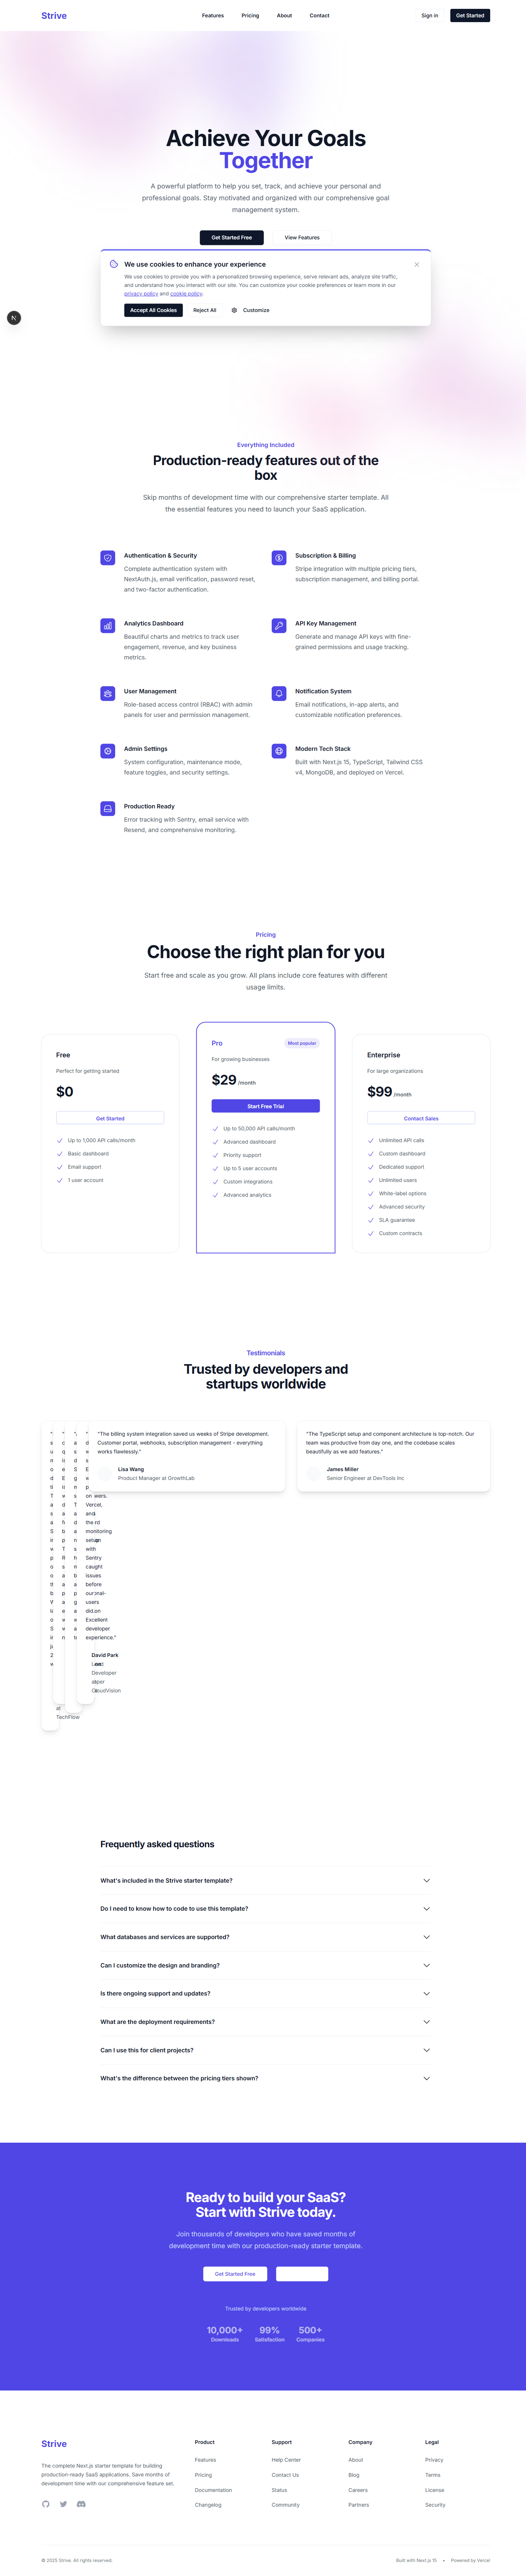 Strive
Features
Pricing
About
Contact
Sign in
Get Started
Achieve Your Goals
Together
A powerful platform to help you set, track, and achieve your personal and
professional goals. Stay motivated and organized with our comprehensive goal
management system.
Get Started Free
View Features
We use cookies to enhance your experience
We use cookies to provide you with a personalized browsing experience, serve relevant ads, analyze site traffic,
and understand how you interact with our site. You can customize your cookie preferences or learn more in our
privacy policy and cookie policy.
Accept All Cookies
Reject All
Customize
N
Everything Included
Production-ready features out of the
box
Skip months of development time with our comprehensive starter template. All
the essential features you need to launch your SaaS application.
Authentication & Security
Complete authentication system with
NextAuth.js, email verification, password reset,
and two-factor authentication.
Subscription & Billing
Stripe integration with multiple pricing tiers,
subscription management, and billing portal.
Analytics Dashboard
Beautiful charts and metrics to track user
engagement, revenue, and key business
metrics.
API Key Management
Generate and manage API keys with fine-
grained permissions and usage tracking.
User Management
Role-based access control (RBAC) with admin
panels for user and permission management.
Notification System
Email notifications, in-app alerts, and
customizable notification preferences.
Admin Settings
System configuration, maintenance mode,
feature toggles, and security settings.
Modern Tech Stack
Built with Next.js 15, TypeScript, Tailwind CSS
v4, MongoDB, and deployed on Vercel.
Production Ready
Error tracking with Sentry, email service with
Resend, and comprehensive monitoring.
Pricing
Choose the right plan for you
Start free and scale as you grow. All plans include core features with different
usage limits.
Free
Perfect for getting started
$0
Get Started
Up to 1,000 API calls/month
Basic dashboard
Email support
1 user account
Pro
Most popular
For growing businesses
$29 /month
Start Free Trial
Up to 50,000 API calls/month
Advanced dashboard
Priority support
Up to 5 user accounts
Custom integrations
Advanced analytics
Enterprise
For large organizations
$99 /month
Contact Sales
Unlimited API calls
Custom dashboard
Dedicated support
Unlimited users
White-label options
Advanced security
SLA guarantee
Custom contracts
Testimonials
Trusted by developers and
startups worldwide
"The billing system integration saved us weeks of Stripe development.
Customer portal, webhooks, subscription management - everything
works flawlessly."
Lisa Wang
Product Manager at GrowthLab
"The TypeScript setup and component architecture is top-notch. Our
team was productive from day one, and the codebase scales
beautifully as we add features."
James Miller
Senior Engineer at DevTools Inc
Vercel,
and
the
monitoring
setup
with
Sentry
caught
issues
before
our
users
did.
Excellent
developer
experience."
David Park
Developer
at
CloudVision
at
TechFlow
Frequently asked questions
What's included in the Strive starter template?
Do I need to know how to code to use this template?
What databases and services are supported?
Can I customize the design and branding?
Is there ongoing support and updates?
What are the deployment requirements?
Can I use this for client projects?
What's the difference between the pricing tiers shown?
Ready to build your SaaS?
Start with Strive today.
Join thousands of developers who have saved months of
development time with our production-ready starter template.
Get Started Free
Trusted by developers worldwide
10,000+
Downloads
99%
Satisfaction
500+
Companies
Strive
The complete Next.js starter template for building
production-ready SaaS applications. Save months of
development time with our comprehensive feature set.
Product
Features
Pricing
Documentation
Changelog
Support
Help Center
Contact Us
Status
Community
Company
About
Blog
Careers
Partners
Legal
Privacy
Terms
License
Security
© 2025 Strive. All rights reserved.
Built with Next.js 15 • Powered by Vercel